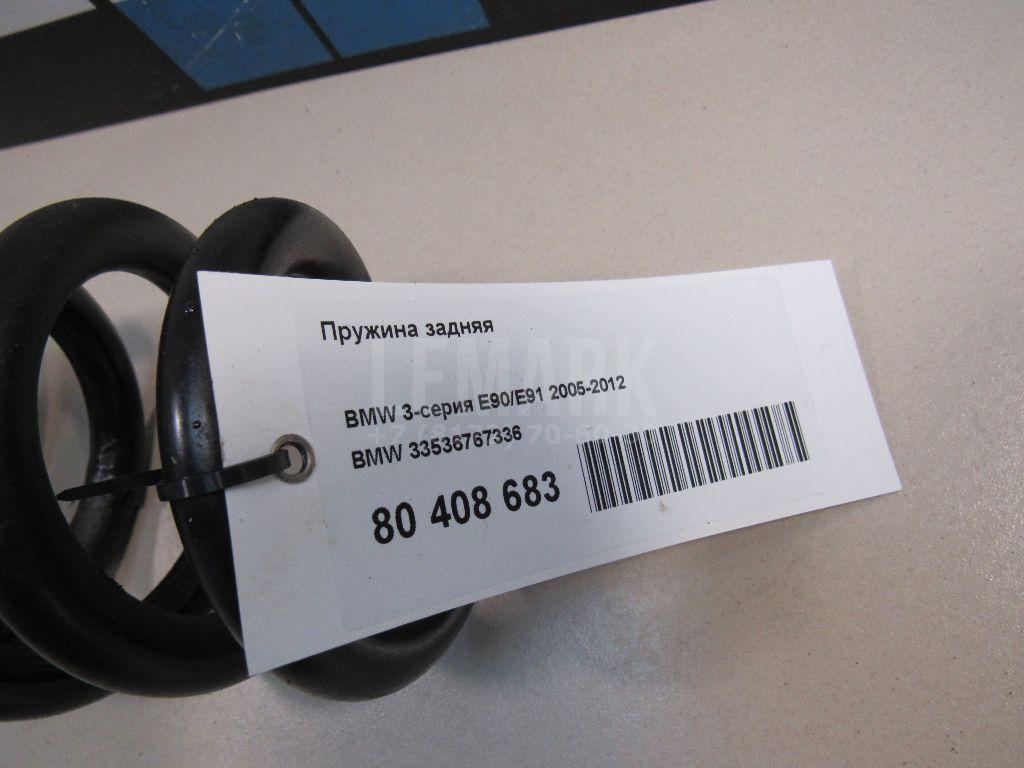 Пружина задняя
LEMARK
BMW 3-серия E90/E91 2005-2012
BMW 33536767336
80 408 683